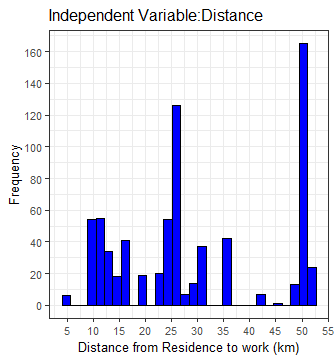 Independent Variable:Distance
160
140
120
100
80
60
40
20
0
Frequency
5 10 15 20 25 30 35 40 45 50 55
Distance from Residence to work (km)